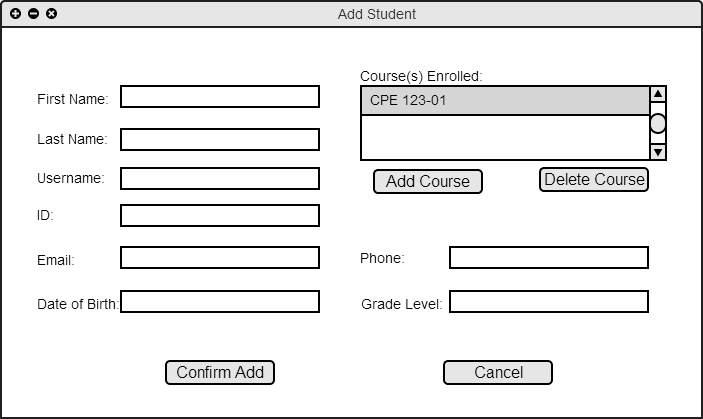 Add Student
Course(s) Enrolled:
First Name:
CPE 123-01
Last Name:
Username:
Add Course
Delete Course
ID:
Email:
Phone:
Date of Birth:
Grade Level:
Confirm Add
Cancel